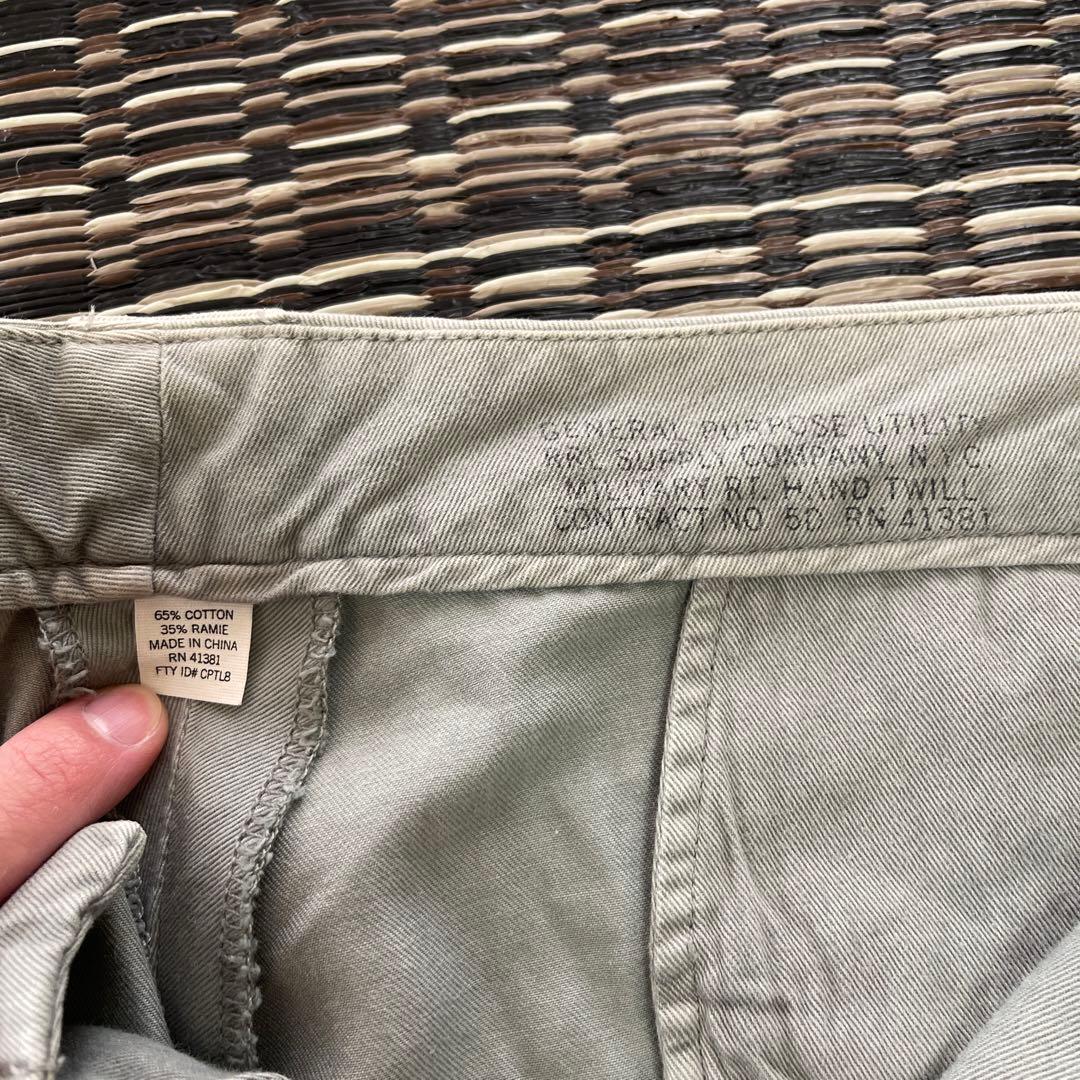 GENERAL PURPOSE UTILITY
RRL SUPPLY COMPANY, N.Y.C.
MILITARY RT. HAND TWILL
CONTRACT NO 5D RN 41381
65% COTTON
35% RAMIE
MADE IN CHINA
RN 41381
FTY ID# CPTL8